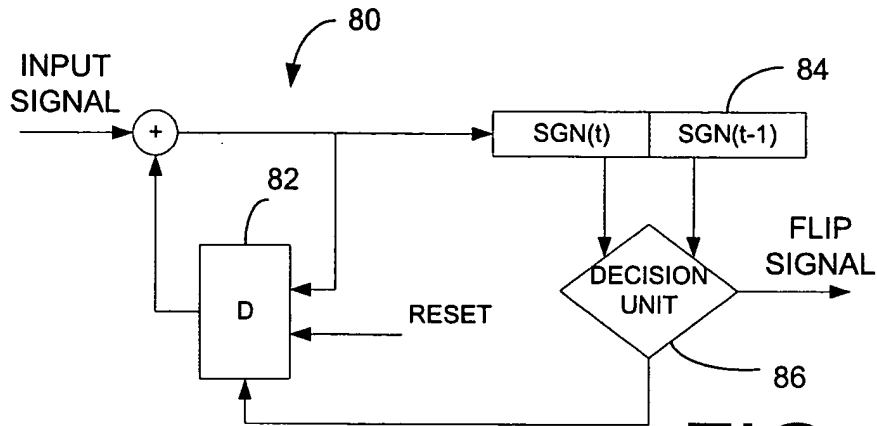 80
INPUT
SIGNAL
+
84
SGN(t) SGN(t-1)
82
FLIP
SIGNAL
DECISION
UNIT
D
RESET
86